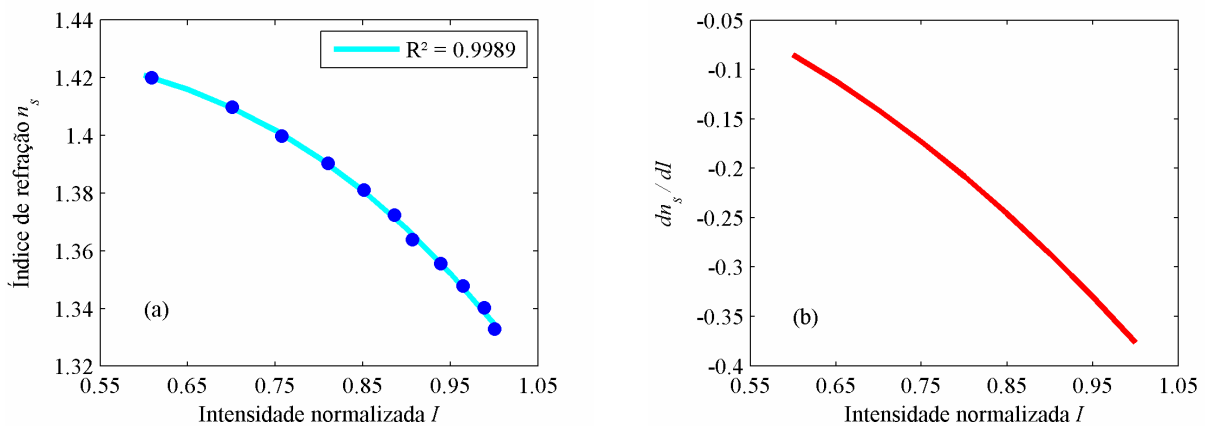 1.44
1.42
1.4
1.38
1.36
1.34
1.32
Índice de refração n_s
R² = 0.9989
(a)
0.55 0.65 0.75 0.85 0.95 1.05
Intensidade normalizada I
-0.05
-0.1
-0.15
-0.2
-0.25
-0.3
-0.35
-0.4
dn_s / dI
(b)
0.55 0.65 0.75 0.85 0.95 1.05
Intensidade normalizada I